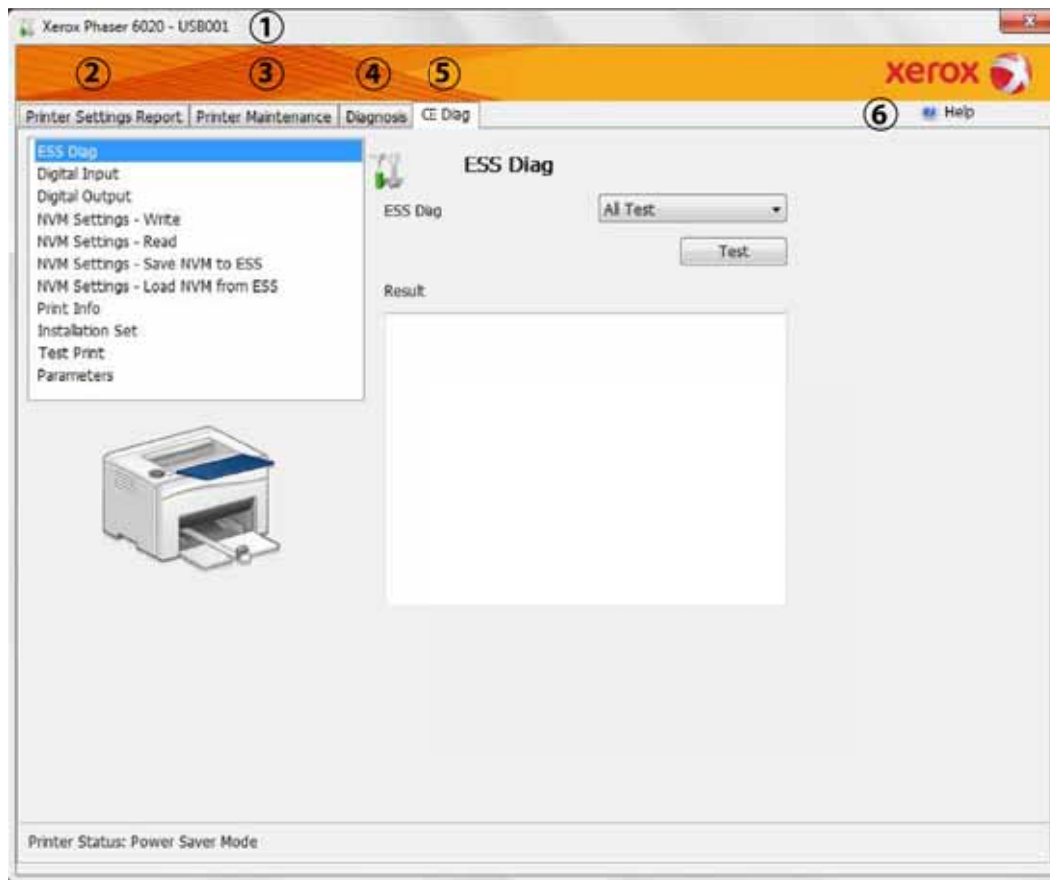 Xerox Phaser 6020 - USB001 ①
② ③ ④ ⑤
xerox
Printer Settings Report Printer Maintenance Diagnosis CE Diag
⑥ Help
ESS Diag
Digital Input
Digital Output
NVM Settings - Write
NVM Settings - Read
NVM Settings - Save NVM to ESS
NVM Settings - Load NVM from ESS
Print Info
Installation Set
Test Print
Parameters
ESS Diag
ESS Diag All Test
Test
Result
Printer Status: Power Saver Mode